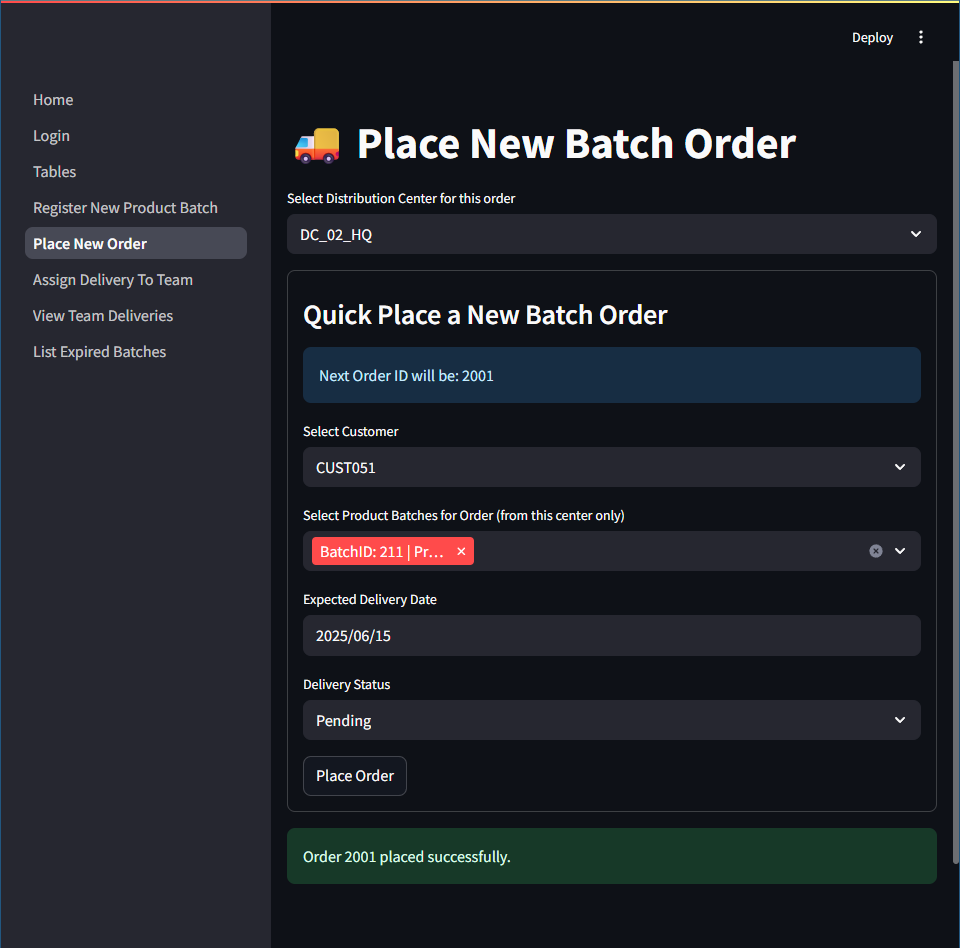 Deploy
Home
Login
Tables
Register New Product Batch
Place New Order
Assign Delivery To Team
View Team Deliveries
List Expired Batches
Place New Batch Order
Select Distribution Center for this order
DC_02_HQ
Quick Place a New Batch Order
Next Order ID will be: 2001
Select Customer
CUST051
Select Product Batches for Order (from this center only)
BatchID: 211 | Pr...
Expected Delivery Date
2025/06/15
Delivery Status
Pending
Place Order
Order 2001 placed successfully.